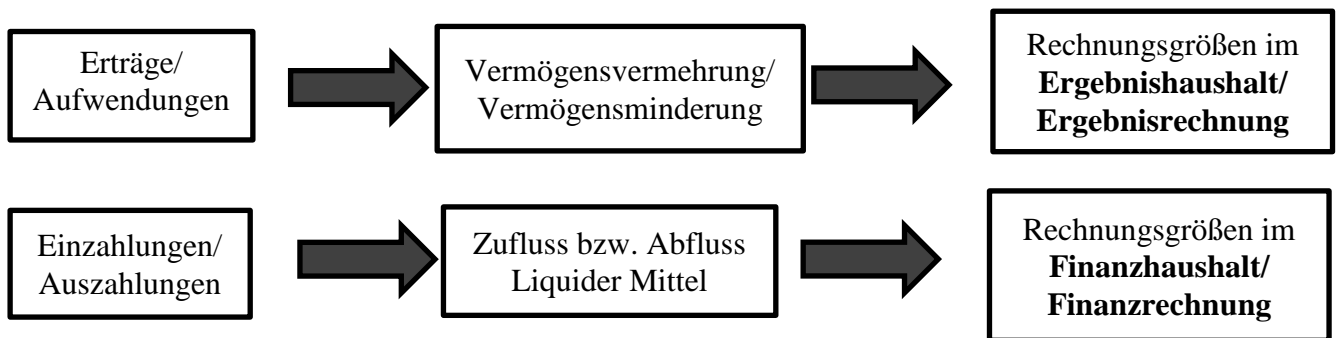 Erträge/
Aufwendungen
Vermögensvermehrung/
Vermögensminderung
Rechnungsgrößen im
Ergebnishaushalt/
Ergebnisrechnung
Einzahlungen/
Auszahlungen
Zufluss bzw. Abfluss
Liquider Mittel
Rechnungsgrößen im
Finanzhaushalt/
Finanzrechnung